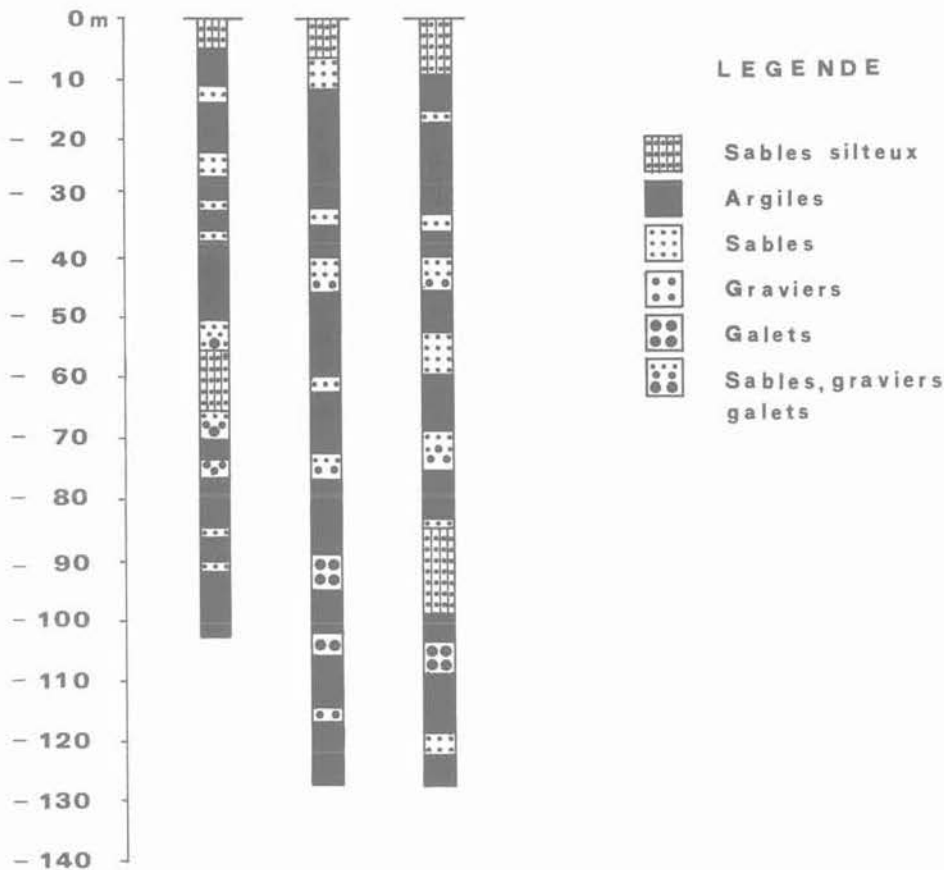 0 m
– 10
– 20
– 30
– 40
– 50
– 60
– 70
– 80
– 90
– 100
– 110
– 120
– 130
– 140
LEGENDE
Sables silteux
Argiles
Sables
Graviers
Galets
Sables, graviers
galets